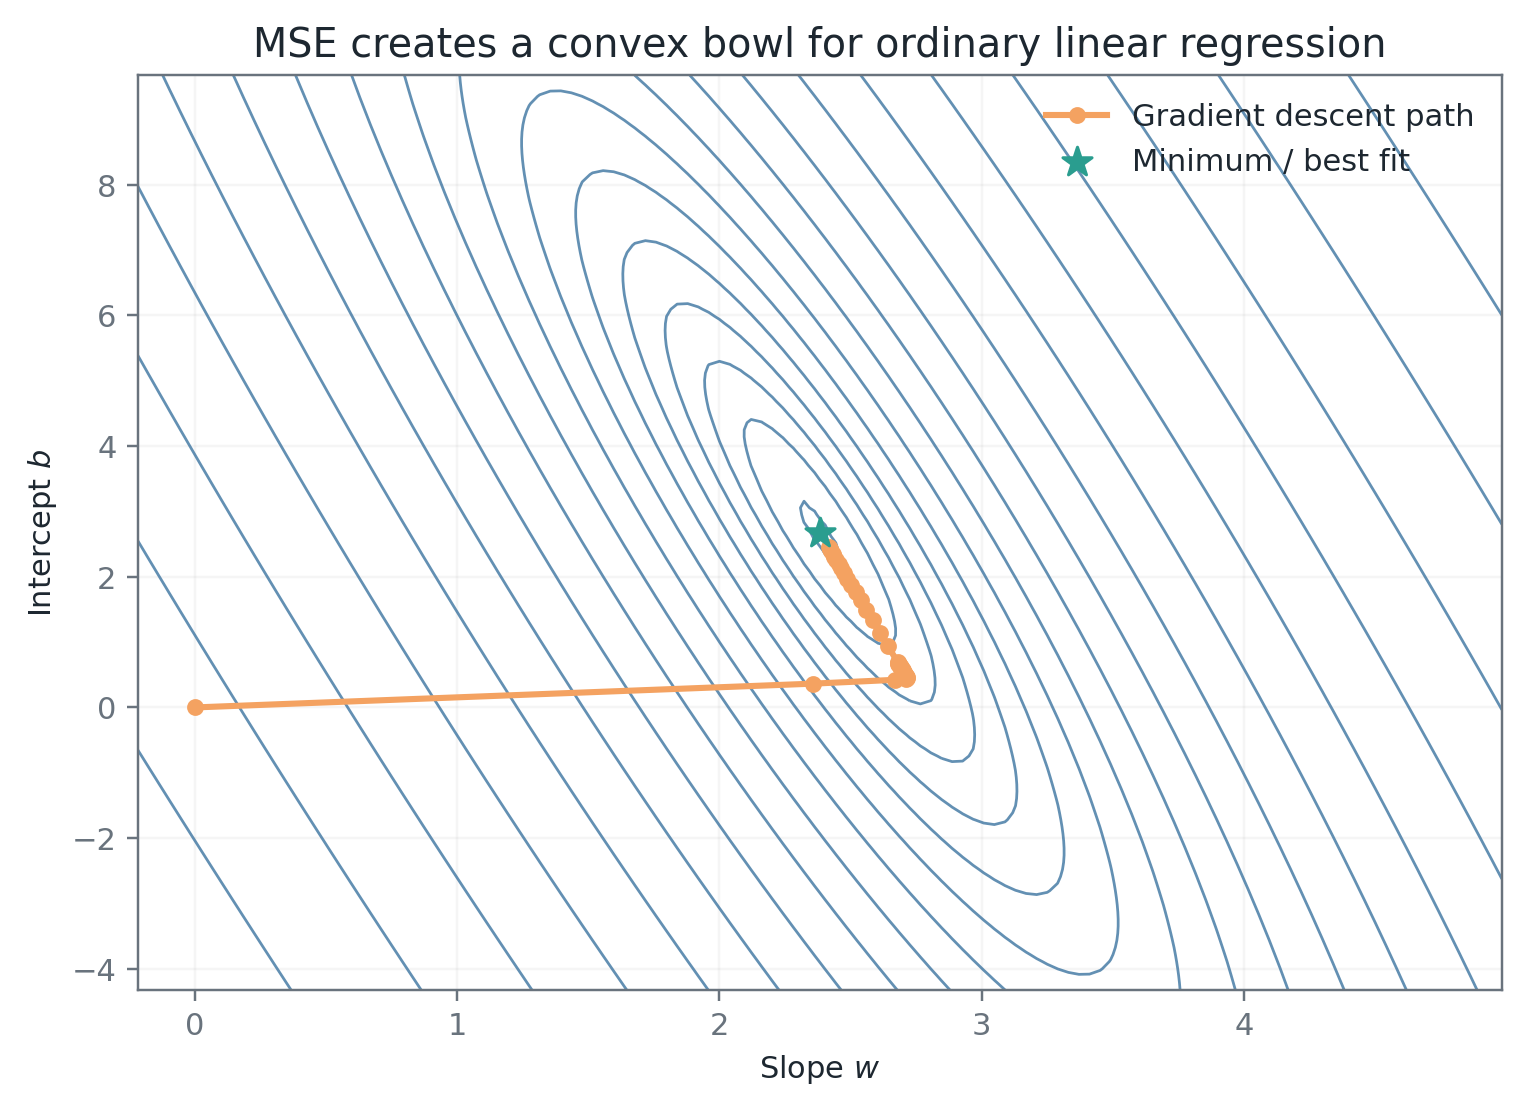 MSE creates a convex bowl for ordinary linear regression
Gradient descent path
Minimum / best fit
8
6
4
2
0
−2
−4
Intercept b
0
1
2
3
4
Slope w